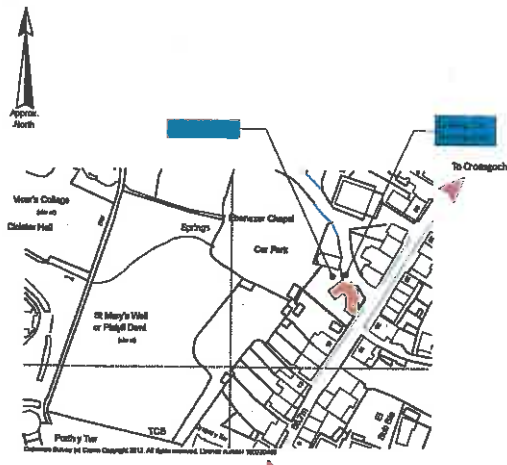 Approx.
North
To Croesgoch
Vicar's College
(site of)
Cloister Hall
Springs
Ebenezer Chapel
Car Park
St Mary's Well
or Pistyll Dewi
(site of)
TCB
Porth y Twr